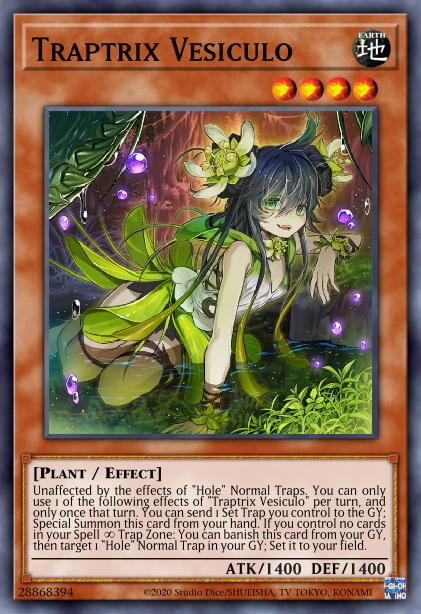 Traptrix Vesiculo
EARTH
地
[Plant / Effect]
Unaffected by the effects of "Hole" Normal Traps. You can only
use 1 of the following effects of "Traptrix Vesiculo" per turn, and
only once that turn. You can send 1 Set Trap you control to the GY;
Special Summon this card from your hand. If you control no cards
in your Spell ∞ Trap Zone: You can banish this card from your GY,
then target 1 "Hole" Normal Trap in your GY; Set it to your field.
ATK/1400 DEF/1400
28868394 ©2020 Studio Dice/SHUEISHA, TV TOKYO, KONAMI